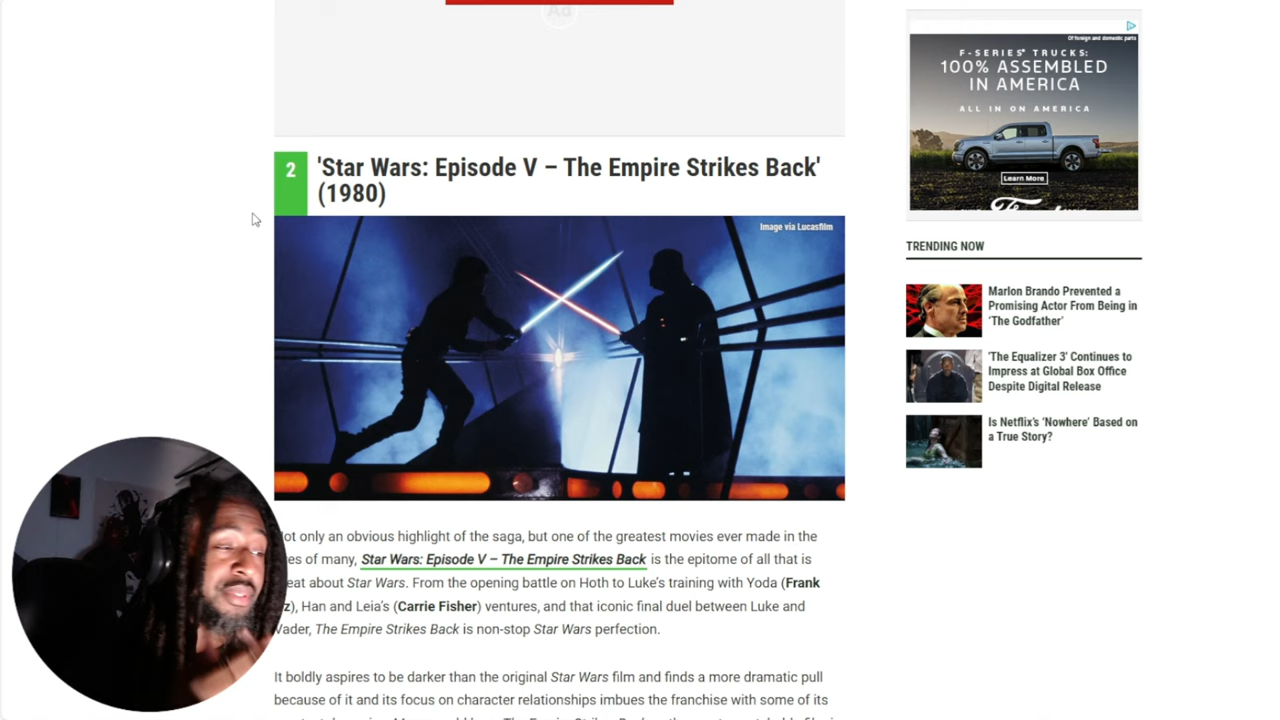 Ad
2
'Star Wars: Episode V – The Empire Strikes Back'
(1980)
Image via Lucasfilm
ot only an obvious highlight of the saga, but one of the greatest movies ever made in the
es of many, Star Wars: Episode V – The Empire Strikes Back is the epitome of all that is
eat about Star Wars. From the opening battle on Hoth to Luke's training with Yoda (Frank
z), Han and Leia's (Carrie Fisher) ventures, and that iconic final duel between Luke and
Vader, The Empire Strikes Back is non-stop Star Wars perfection.
It boldly aspires to be darker than the original Star Wars film and finds a more dramatic pull
because of it and its focus on character relationships imbues the franchise with some of its
Of foreign and domestic parts
F-SERIES® TRUCKS:
100% ASSEMBLED
IN AMERICA
ALL IN ON AMERICA
Learn More
TRENDING NOW
Marlon Brando Prevented a
Promising Actor From Being in
'The Godfather'
'The Equalizer 3' Continues to
Impress at Global Box Office
Despite Digital Release
Is Netflix's 'Nowhere' Based on
a True Story?